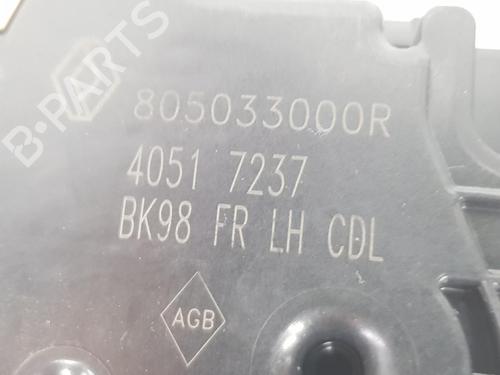 B-PARTS
805033000R
4051 7237
BK98 FR LH CDL
AGB